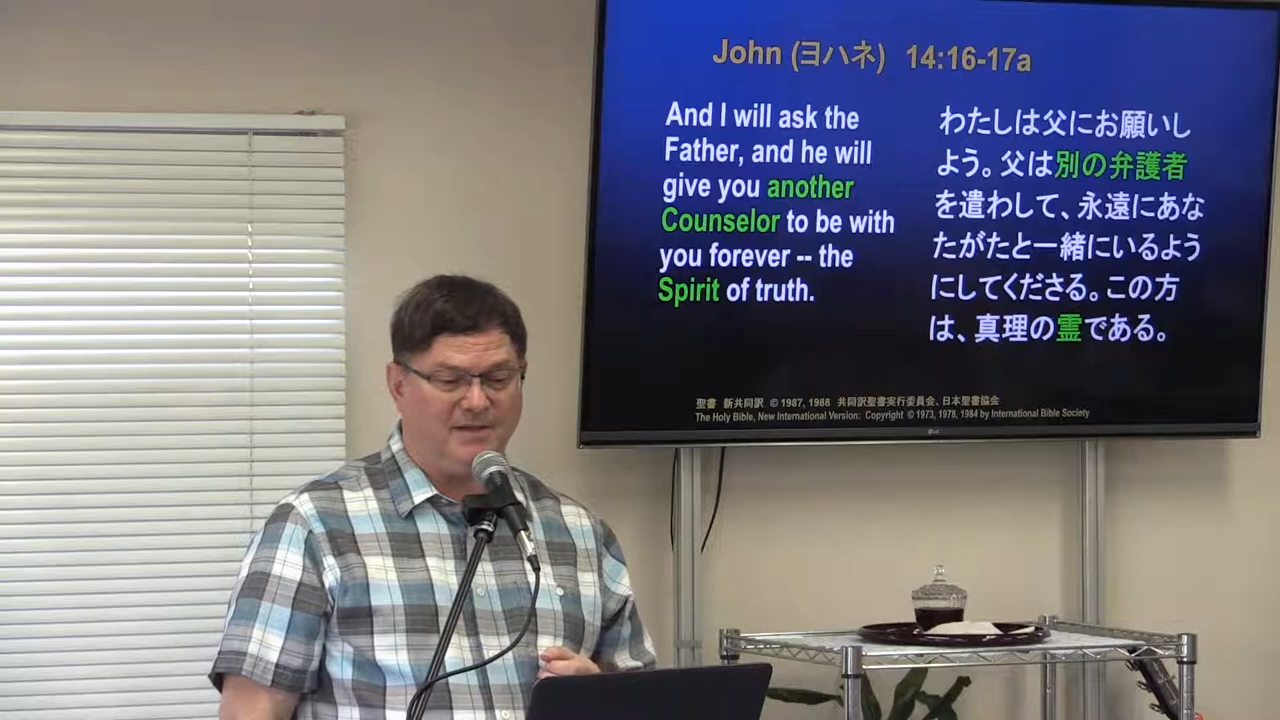 John (ヨハネ) 14:16-17a
And I will ask the
Father, and he will
give you another
Counselor to be with
you forever -- the
Spirit of truth.
わたしは父にお願いし
よう。父は別の弁護者
を遣わして、永遠にあな
たがたと一緒にいるよう
にしてくださる。この方
は、真理の霊である。
聖書 新共同訳 © 1987, 1988 共同訳聖書実行委員会、日本聖書協会
The Holy Bible, New International Version: Copyright © 1973, 1978, 1984 by International Bible Society
LG